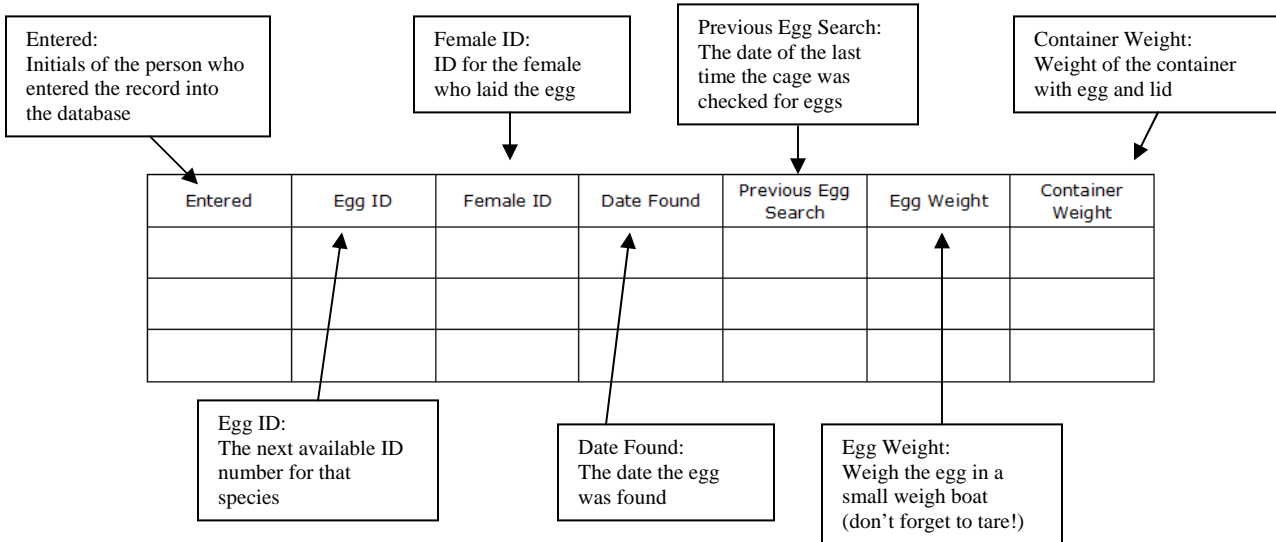 Entered:
Initials of the person who
entered the record into
the database
Female ID:
ID for the female
who laid the egg
Previous Egg Search:
The date of the last
time the cage was
checked for eggs
Container Weight:
Weight of the container
with egg and lid
Entered
Egg ID
Female ID
Date Found
Previous Egg
Search
Egg Weight
Container
Weight
Egg ID:
The next available ID
number for that
species
Date Found:
The date the egg
was found
Egg Weight:
Weigh the egg in a
small weigh boat
(don’t forget to tare!)